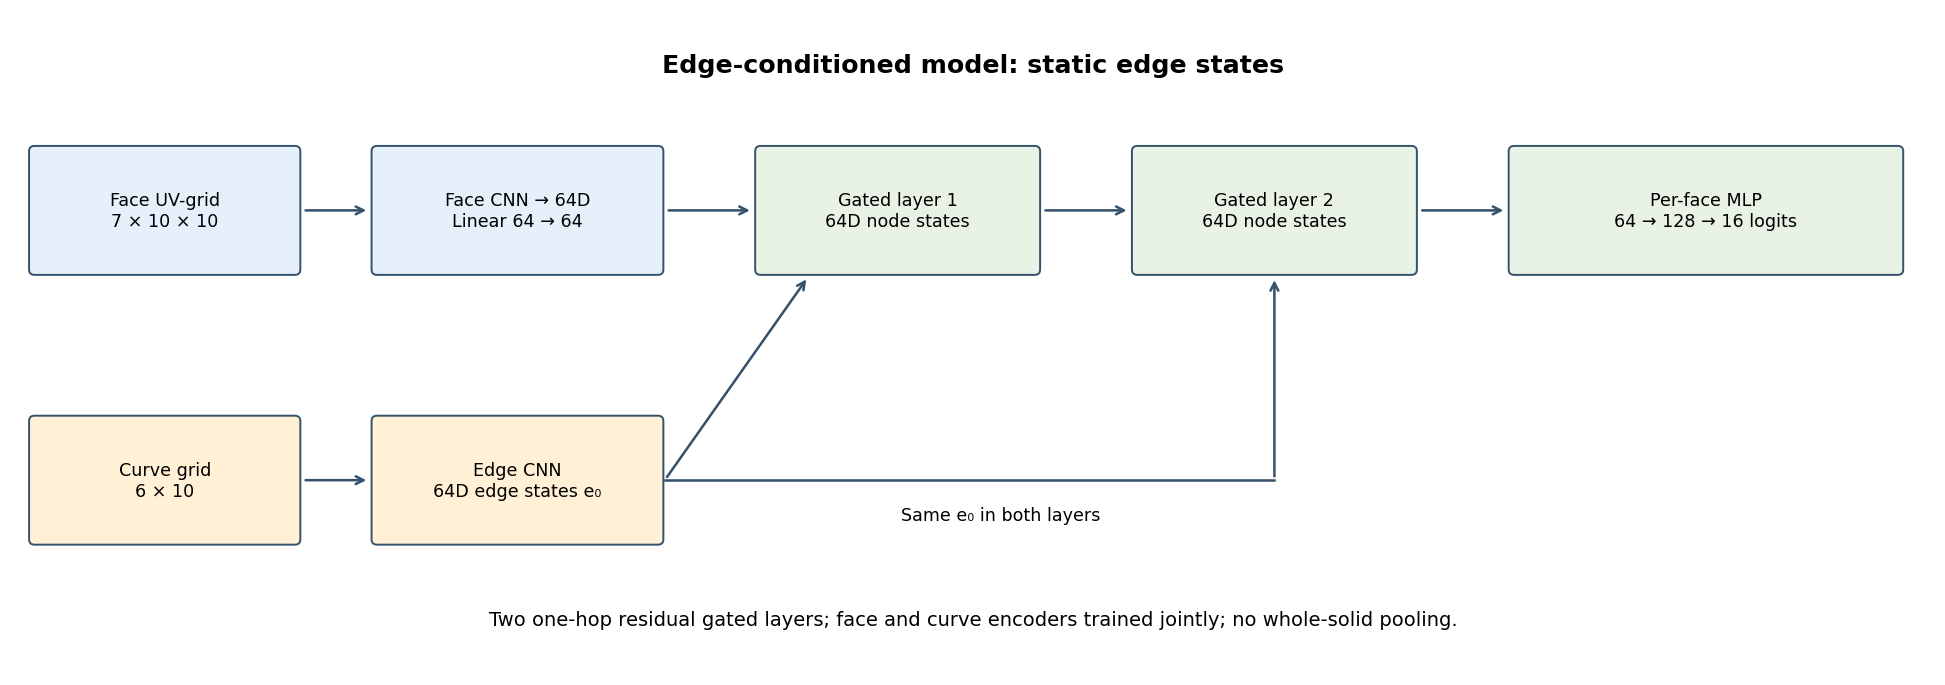 Edge-conditioned model: static edge states
Face UV-grid
7 × 10 × 10
Face CNN → 64D
Linear 64 → 64
Gated layer 1
64D node states
Gated layer 2
64D node states
Per-face MLP
64 → 128 → 16 logits
Curve grid
6 × 10
Edge CNN
64D edge states e₀
Same e₀ in both layers
Two one-hop residual gated layers; face and curve encoders trained jointly; no whole-solid pooling.